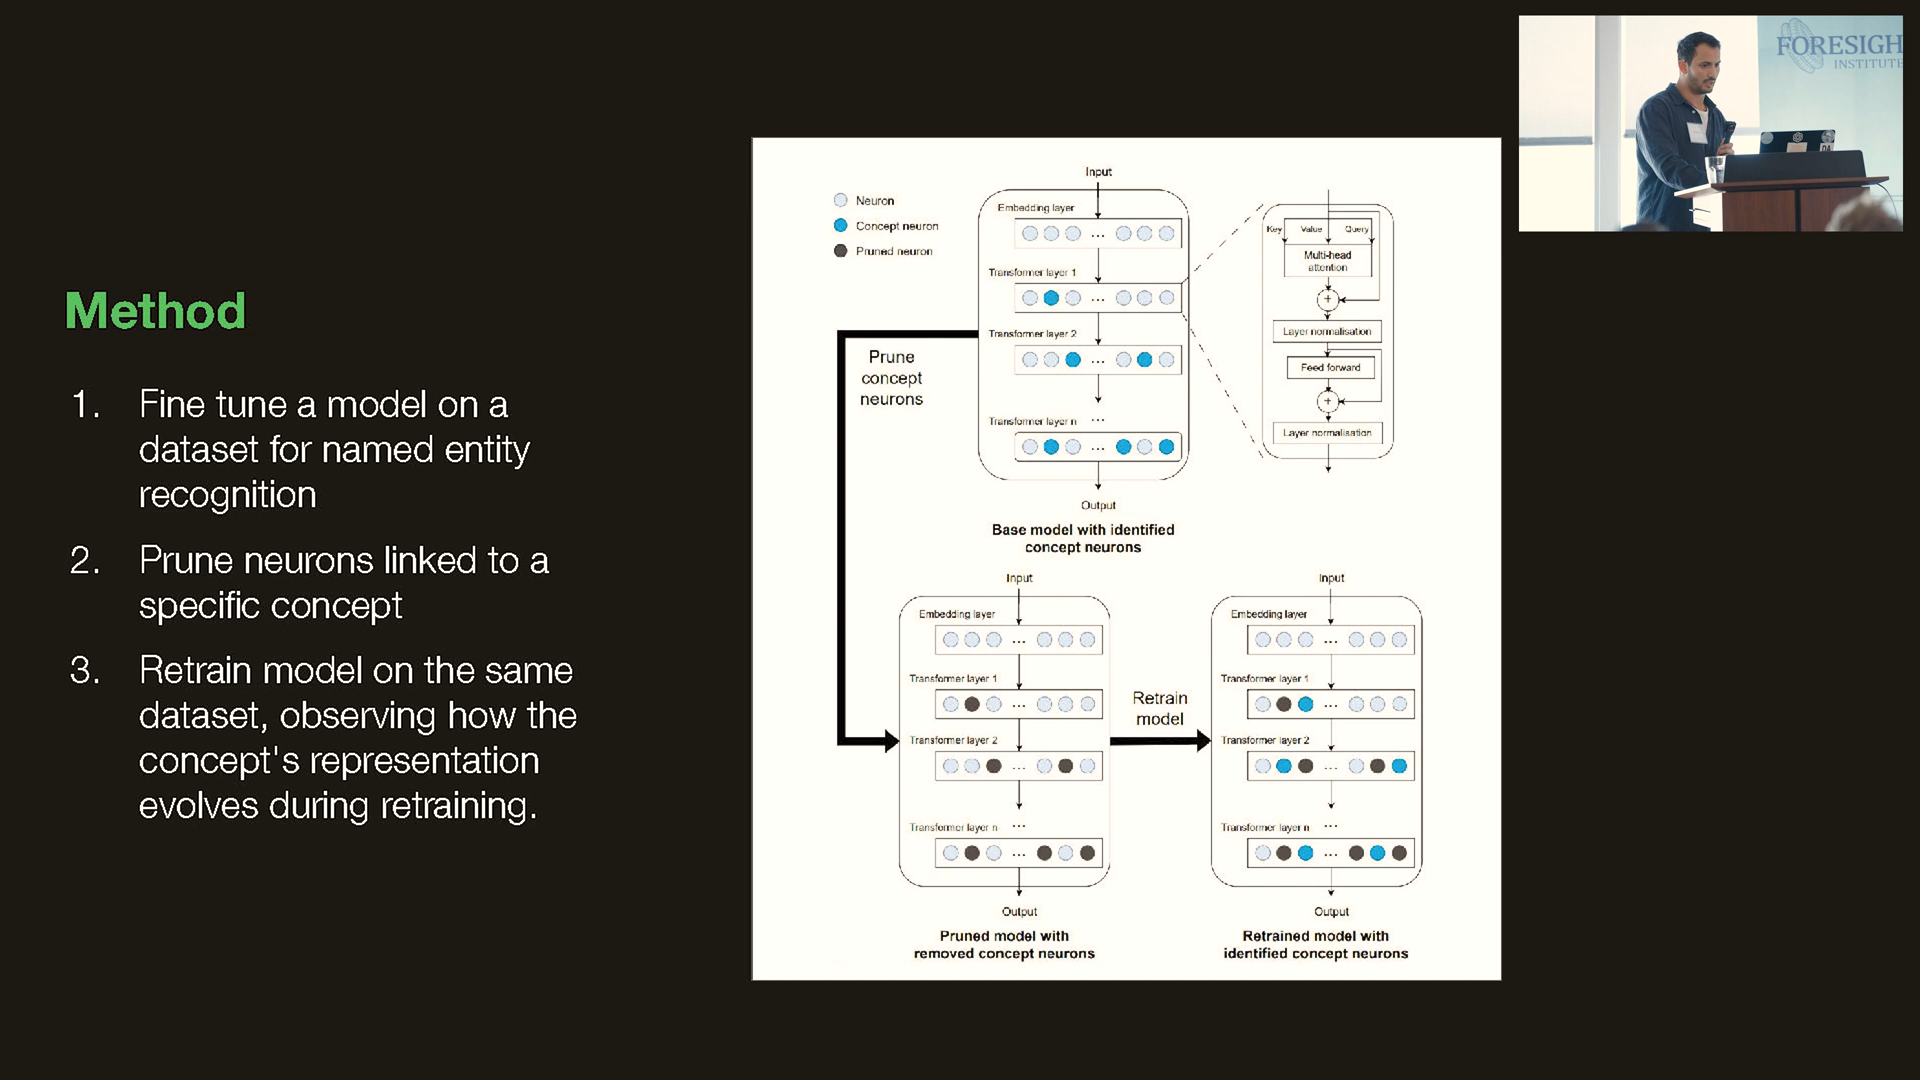 FORESIGH
INSTITUTE
Method
1. Fine tune a model on a
dataset for named entity
recognition
2. Prune neurons linked to a
specific concept
3. Retrain model on the same
dataset, observing how the
concept's representation
evolves during retraining.
Neuron
Concept neuron
Pruned neuron
Input
Embedding layer
...
Transformer layer 1
...
Transformer layer 2
...
...
Transformer layer n
...
Output
Base model with identified
concept neurons
Key Value Query
Multi-head
attention
+
Layer normalisation
Feed forward
+
Layer normalisation
Prune
concept
neurons
Input
Embedding layer
...
Transformer layer 1
...
Transformer layer 2
...
...
Transformer layer n
...
Output
Pruned model with
removed concept neurons
Retrain
model
Input
Embedding layer
...
Transformer layer 1
...
Transformer layer 2
...
...
Transformer layer n
...
Output
Retrained model with
identified concept neurons